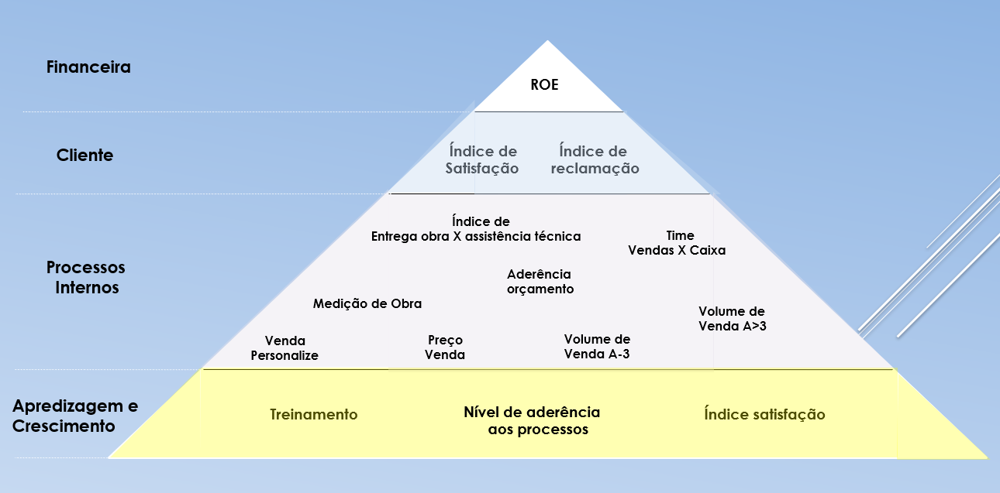 Financeira
ROE
Cliente
Índice de
Satisfação
Índice de
reclamação
Processos
Internos
Índice de
Entrega obra X assistência técnica
Time
Vendas X Caixa
Aderência
orçamento
Medição de Obra
Volume de
Venda A>3
Venda
Personalize
Preço
Venda
Volume de
Venda A-3
Apredizagem e
Crescimento
Treinamento
Nível de aderência
aos processos
Índice satisfação